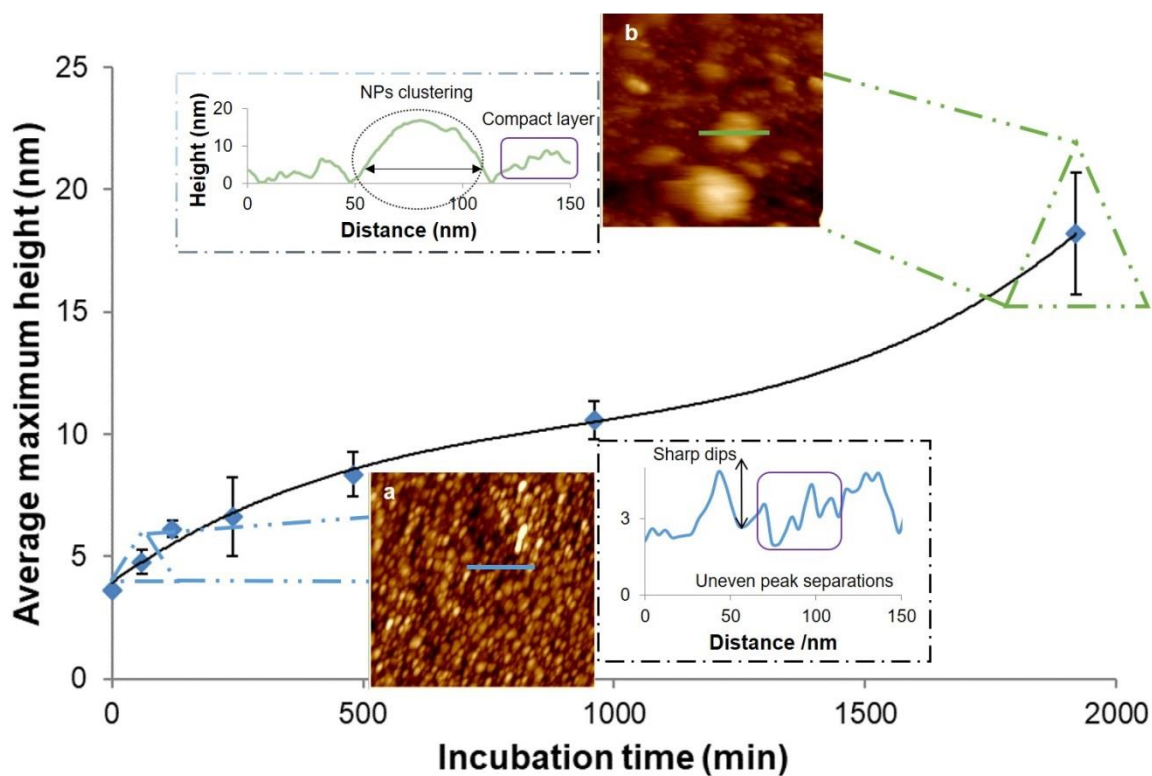 b
25
NPs clustering
20
Height (nm)
Compact layer
10
0
0
50
100
150
Distance (nm)
20
15
Average maximum height (nm)
10
Sharp dips
a
3
5
Uneven peak separations
0
0
50
100
150
Distance /nm
0
0
500
1000
1500
2000
Incubation time (min)